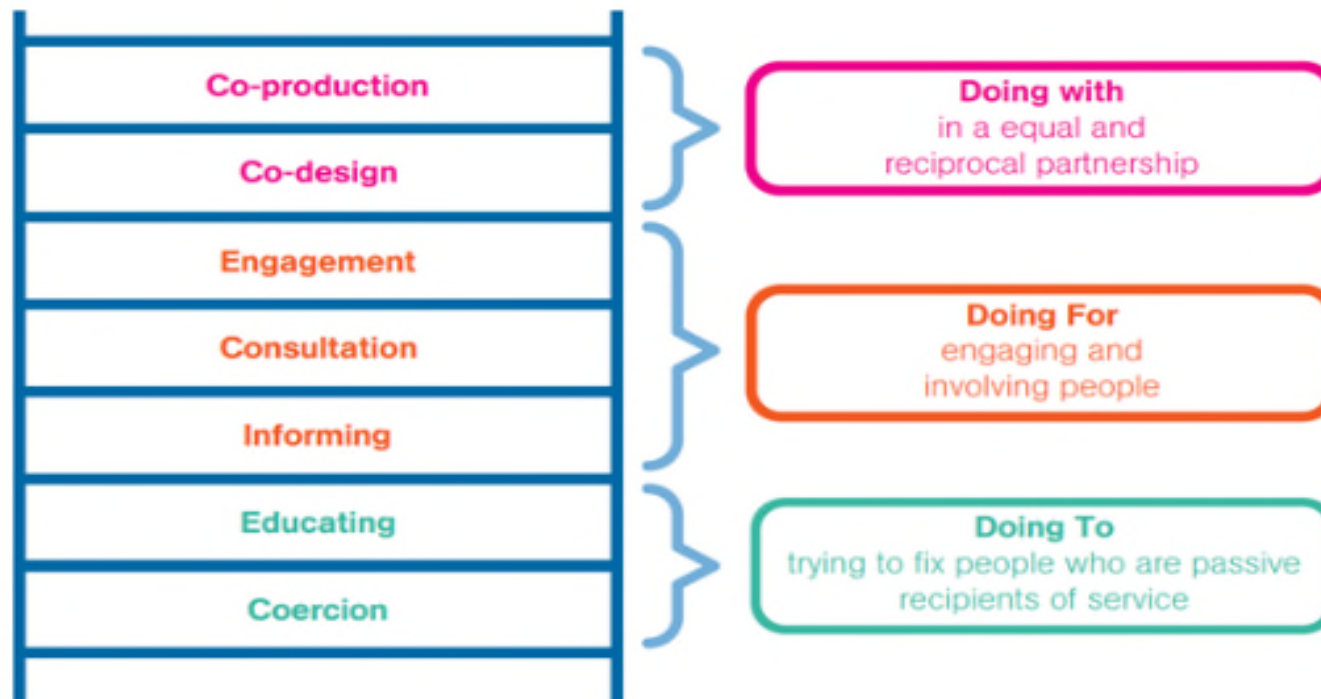 Co-production
Co-design
Engagement
Consultation
Informing
Educating
Coercion
Doing with
in a equal and
reciprocal partnership
Doing For
engaging and
involving people
Doing To
trying to fix people who are passive
recipients of service